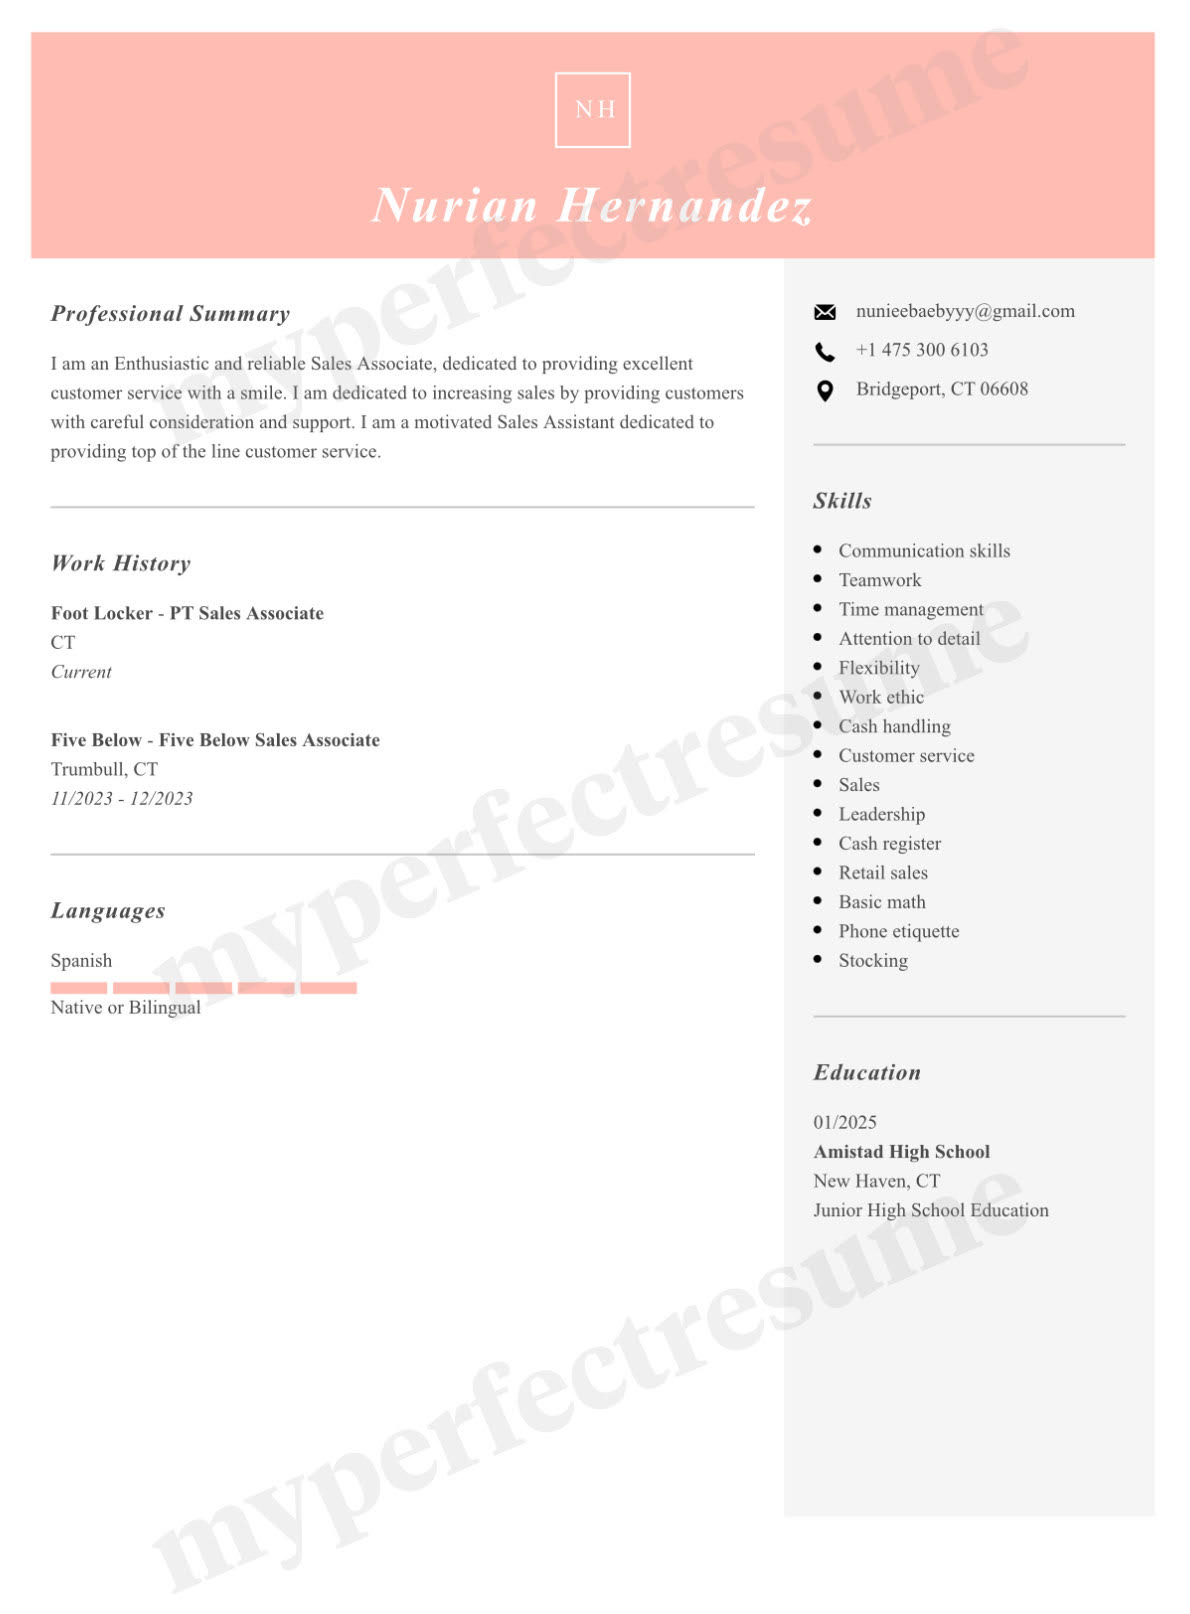 NH
Nurian Hernandez
Professional Summary
I am an Enthusiastic and reliable Sales Associate, dedicated to providing excellent
customer service with a smile. I am dedicated to increasing sales by providing customers
with careful consideration and support. I am a motivated Sales Assistant dedicated to
providing top of the line customer service.
Work History
Foot Locker - PT Sales Associate
CT
Current
Five Below - Five Below Sales Associate
Trumbull, CT
11/2023 - 12/2023
Languages
Spanish
Native or Bilingual
nunieebaebyyy@gmail.com
+1 475 300 6103
Bridgeport, CT 06608
Skills
Communication skills
Teamwork
Time management
Attention to detail
Flexibility
Work ethic
Cash handling
Customer service
Sales
Leadership
Cash register
Retail sales
Basic math
Phone etiquette
Stocking
Education
01/2025
Amistad High School
New Haven, CT
Junior High School Education
myperfectresume
myperfectresume
myperfectresume